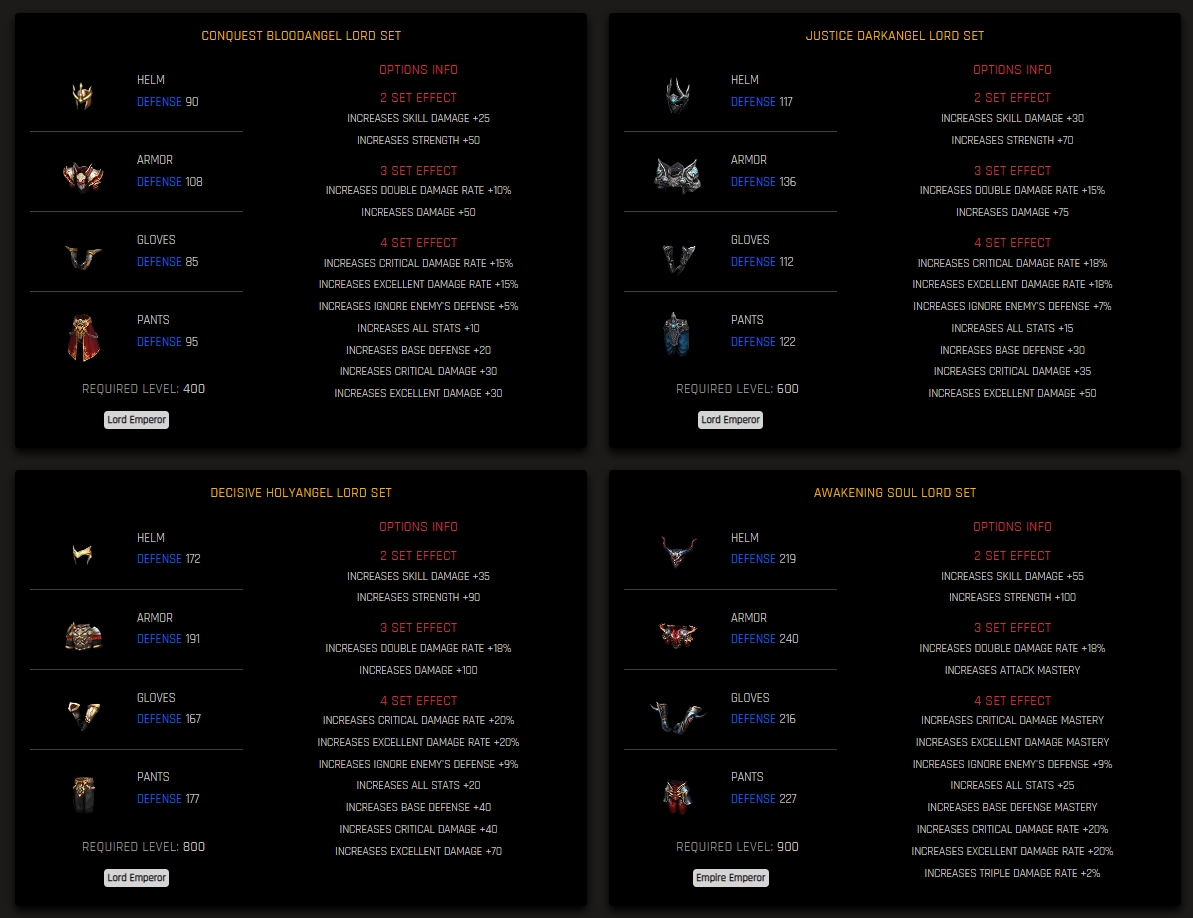 CONQUEST BLOODANGEL LORD SET
HELM
DEFENSE 90
ARMOR
DEFENSE 108
GLOVES
DEFENSE 85
PANTS
DEFENSE 95
REQUIRED LEVEL: 400
Lord Emperor
OPTIONS INFO
2 SET EFFECT
INCREASES SKILL DAMAGE +25
INCREASES STRENGTH +50
3 SET EFFECT
INCREASES DOUBLE DAMAGE RATE +10%
INCREASES DAMAGE +50
4 SET EFFECT
INCREASES CRITICAL DAMAGE RATE +15%
INCREASES EXCELLENT DAMAGE RATE +15%
INCREASES IGNORE ENEMY'S DEFENSE +5%
INCREASES ALL STATS +10
INCREASES BASE DEFENSE +20
INCREASES CRITICAL DAMAGE +30
INCREASES EXCELLENT DAMAGE +30
JUSTICE DARKANGEL LORD SET
HELM
DEFENSE 117
ARMOR
DEFENSE 136
GLOVES
DEFENSE 112
PANTS
DEFENSE 122
REQUIRED LEVEL: 600
Lord Emperor
OPTIONS INFO
2 SET EFFECT
INCREASES SKILL DAMAGE +30
INCREASES STRENGTH +70
3 SET EFFECT
INCREASES DOUBLE DAMAGE RATE +15%
INCREASES DAMAGE +75
4 SET EFFECT
INCREASES CRITICAL DAMAGE RATE +18%
INCREASES EXCELLENT DAMAGE RATE +18%
INCREASES IGNORE ENEMY'S DEFENSE +7%
INCREASES ALL STATS +15
INCREASES BASE DEFENSE +30
INCREASES CRITICAL DAMAGE +35
INCREASES EXCELLENT DAMAGE +50
DECISIVE HOLYANGEL LORD SET
HELM
DEFENSE 172
ARMOR
DEFENSE 191
GLOVES
DEFENSE 167
PANTS
DEFENSE 177
REQUIRED LEVEL: 800
Lord Emperor
OPTIONS INFO
2 SET EFFECT
INCREASES SKILL DAMAGE +35
INCREASES STRENGTH +90
3 SET EFFECT
INCREASES DOUBLE DAMAGE RATE +18%
INCREASES DAMAGE +100
4 SET EFFECT
INCREASES CRITICAL DAMAGE RATE +20%
INCREASES EXCELLENT DAMAGE RATE +20%
INCREASES IGNORE ENEMY'S DEFENSE +9%
INCREASES ALL STATS +20
INCREASES BASE DEFENSE +40
INCREASES CRITICAL DAMAGE +40
INCREASES EXCELLENT DAMAGE +70
AWAKENING SOUL LORD SET
HELM
DEFENSE 219
ARMOR
DEFENSE 240
GLOVES
DEFENSE 216
PANTS
DEFENSE 227
REQUIRED LEVEL: 900
Empire Emperor
OPTIONS INFO
2 SET EFFECT
INCREASES SKILL DAMAGE +55
INCREASES STRENGTH +100
3 SET EFFECT
INCREASES DOUBLE DAMAGE RATE +18%
INCREASES ATTACK MASTERY
4 SET EFFECT
INCREASES CRITICAL DAMAGE MASTERY
INCREASES EXCELLENT DAMAGE MASTERY
INCREASES IGNORE ENEMY'S DEFENSE +9%
INCREASES ALL STATS +25
INCREASES BASE DEFENSE MASTERY
INCREASES CRITICAL DAMAGE RATE +20%
INCREASES EXCELLENT DAMAGE RATE +20%
INCREASES TRIPLE DAMAGE RATE +2%